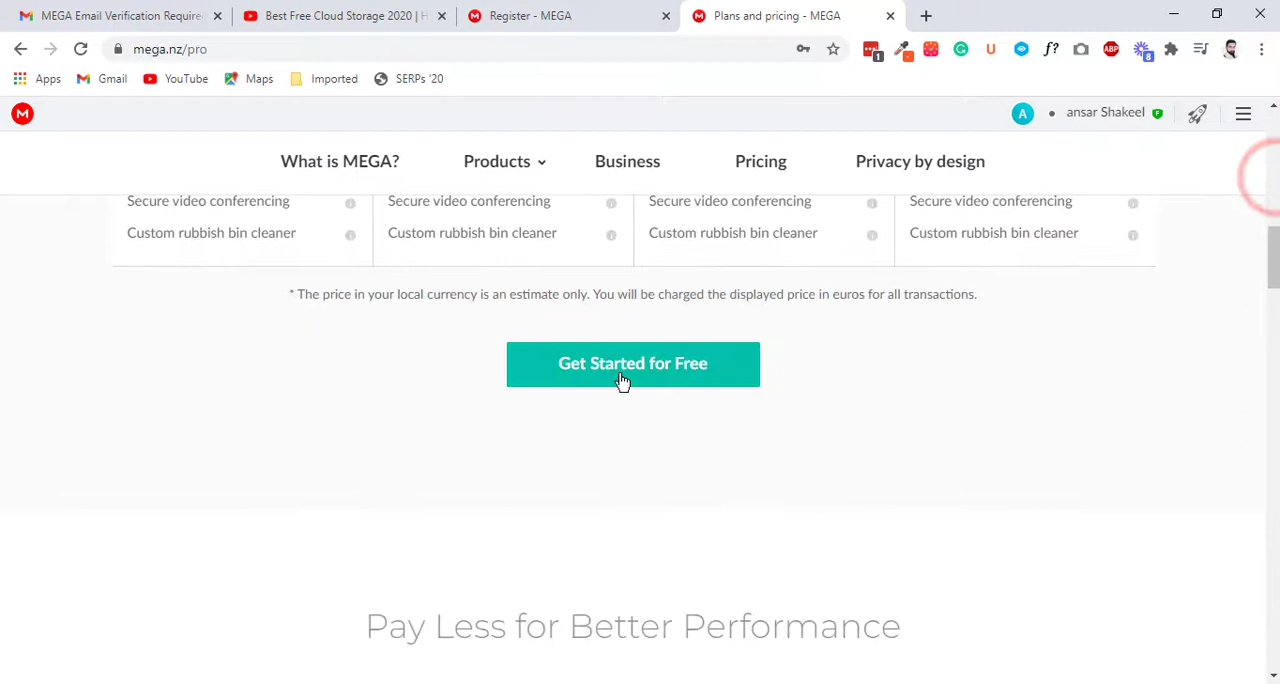 MEGA Email Verification Require
Best Free Cloud Storage 2020 | H
Register - MEGA
Plans and pricing - MEGA
mega.nz/pro
1
f?
ABP
8
Apps
Gmail
YouTube
Maps
Imported
SERPs '20
M
A
ansar Shakeel
What is MEGA?
Products
Business
Pricing
Privacy by design
Secure video conferencing
Secure video conferencing
Secure video conferencing
Secure video conferencing
Custom rubbish bin cleaner
Custom rubbish bin cleaner
Custom rubbish bin cleaner
Custom rubbish bin cleaner
* The price in your local currency is an estimate only. You will be charged the displayed price in euros for all transactions.
Get Started for Free
Pay Less for Better Performance